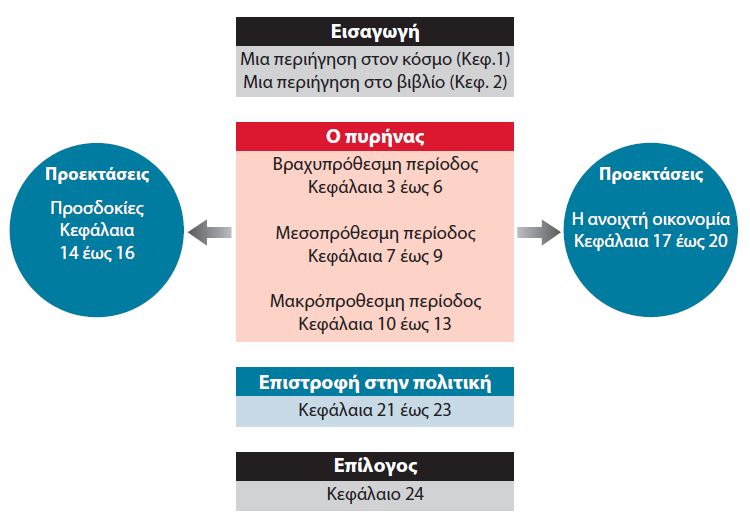 Εισαγωγή
Μια περιήγηση στον κόσμο (Κεφ.1)
Μια περιήγηση στο βιβλίο (Κεφ. 2)
Ο πυρήνας
Βραχυπρόθεσμη περίοδος
Κεφάλαια 3 έως 6
Μεσοπρόθεσμη περίοδος
Κεφάλαια 7 έως 9
Μακρόπροθεσμη περίοδος
Κεφάλαια 10 έως 13
Προεκτάσεις
Προσδοκίες
Κεφάλαια
14 έως 16
Προεκτάσεις
Η ανοιχτή οικονομία
Κεφάλαια 17 έως 20
Επιστροφή στην πολιτική
Κεφάλαια 21 έως 23
Επίλογος
Κεφάλαιο 24